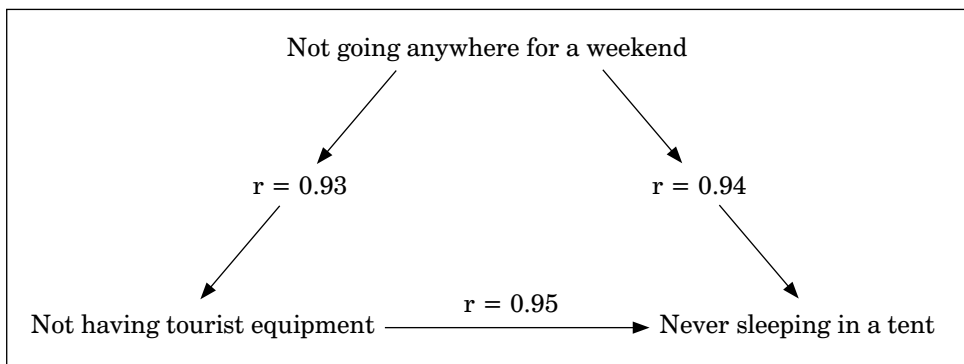 Not going anywhere for a weekend
r = 0.93
r = 0.94
r = 0.95
Not having tourist equipment
Never sleeping in a tent